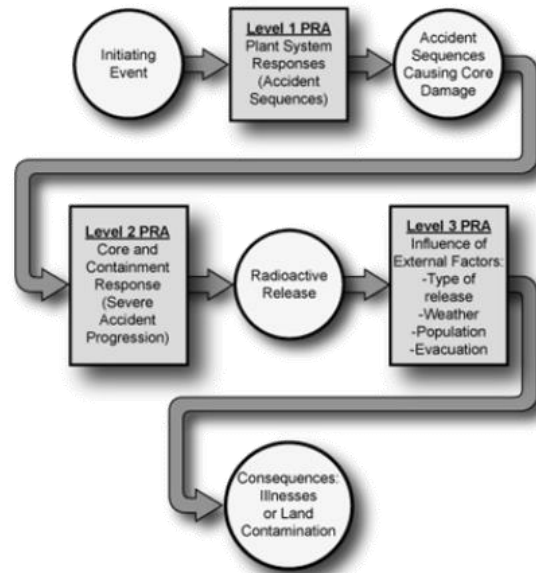 Initiating
Event
Level 1 PRA
Plant System
Responses
(Accident
Sequences)
Accident
Sequences
Causing Core
Damage
Level 2 PRA
Core and
Containment
Response
(Severe
Accident
Progression)
Radioactive
Release
Level 3 PRA
Influence of
External Factors:
-Type of
release
-Weather
-Population
-Evacuation
Consequences:
Illnesses
or Land
Contamination